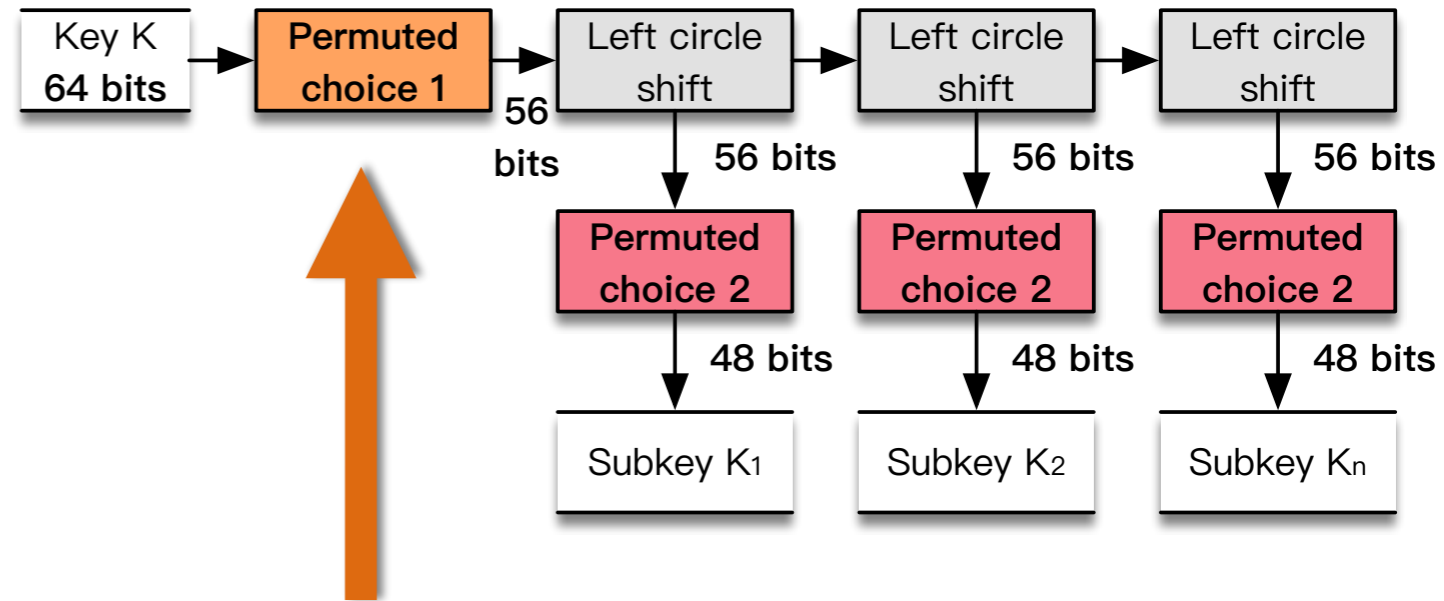 Key K
64 bits
Permuted
choice 1
56
bits
Left circle
shift
Left circle
shift
Left circle
shift
56 bits
56 bits
56 bits
Permuted
choice 2
Permuted
choice 2
Permuted
choice 2
48 bits
48 bits
48 bits
Subkey K1
Subkey K2
Subkey Kn